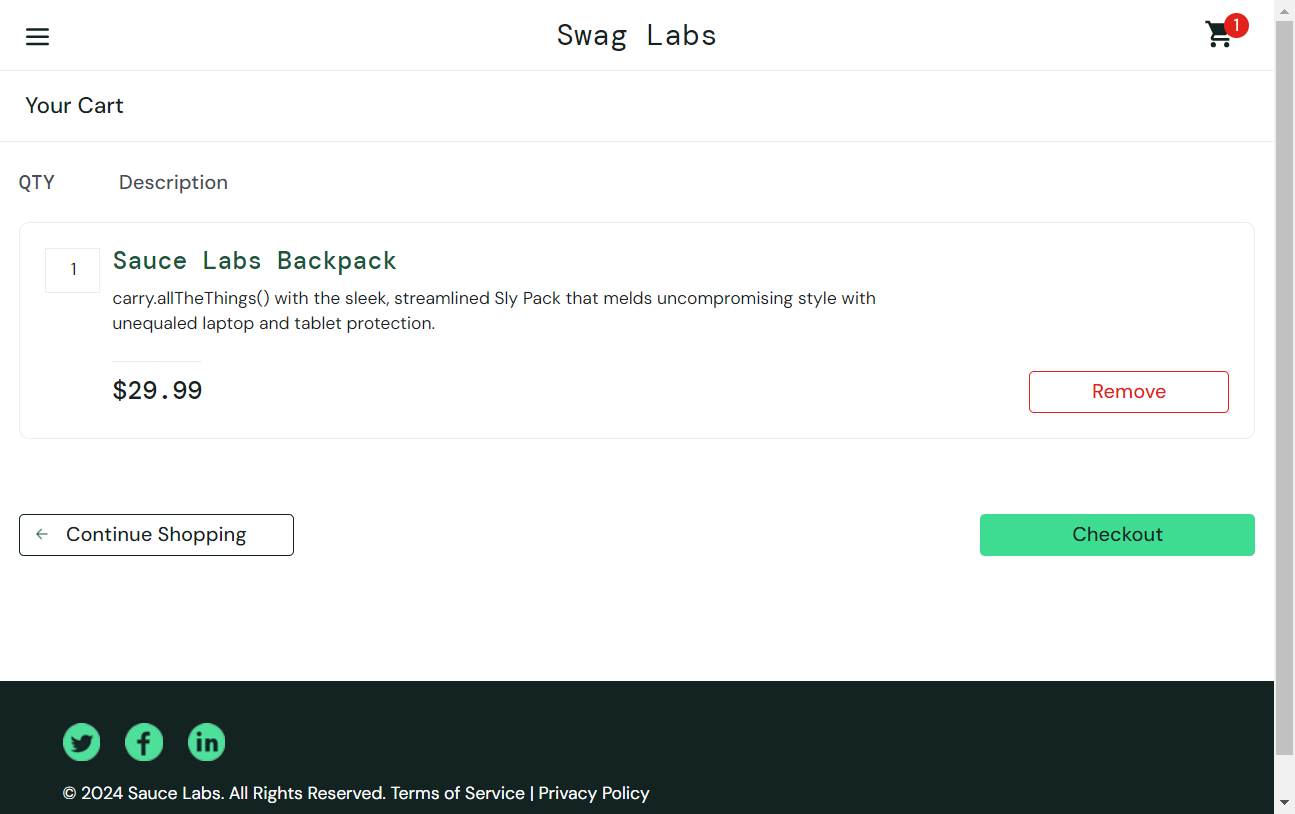 Swag Labs
1
Your Cart
QTY Description
1
Sauce Labs Backpack
carry.allTheThings() with the sleek, streamlined Sly Pack that melds uncompromising style with
unequaled laptop and tablet protection.
$29.99
Remove
Continue Shopping
Checkout
© 2024 Sauce Labs. All Rights Reserved. Terms of Service | Privacy Policy